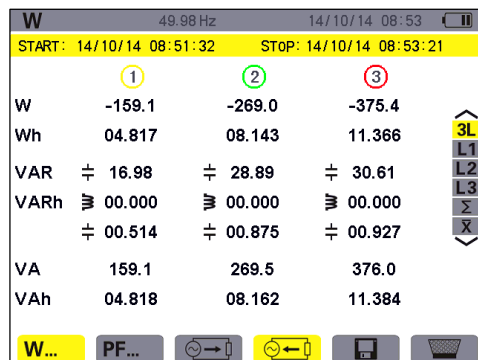 W 49.98 Hz 14/10/14 08:53
START: 14/10/14 08:51:32 STOP: 14/10/14 08:53:21
1 2 3
W -159.1 -269.0 -375.4
Wh 04.817 08.143 11.366
3L
L1
VAR 16.98 28.89 30.61
L2
VARh 00.000 00.000 00.000
L3
Σ
00.514 00.875 00.927
X̄
VA 159.1 269.5 376.0
VAh 04.818 08.162 11.384
W... PF...